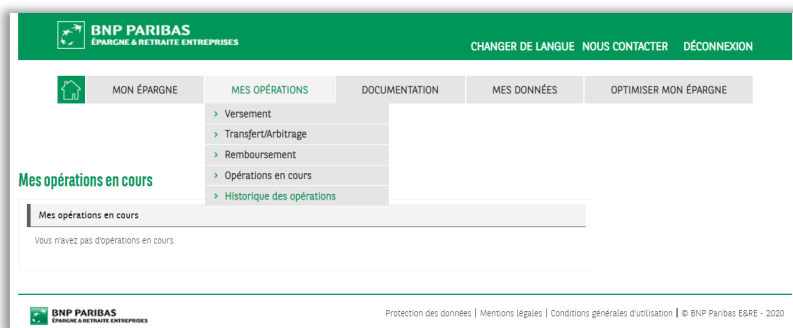 BNP PARIBAS
ÉPARGNE & RETRAITE ENTREPRISES
CHANGER DE LANGUE NOUS CONTACTER DÉCONNEXION
MON ÉPARGNE MES OPÉRATIONS DOCUMENTATION MES DONNÉES OPTIMISER MON ÉPARGNE
> Versement
> Transfert/Arbitrage
> Remboursement
> Opérations en cours
> Historique des opérations
Mes opérations en cours
Mes opérations en cours
Vous n'avez pas d'opérations en cours.
BNP PARIBAS
ÉPARGNE & RETRAITE ENTREPRISES
Protection des données | Mentions légales | Conditions générales d'utilisation | © BNP Paribas E&RE - 2020